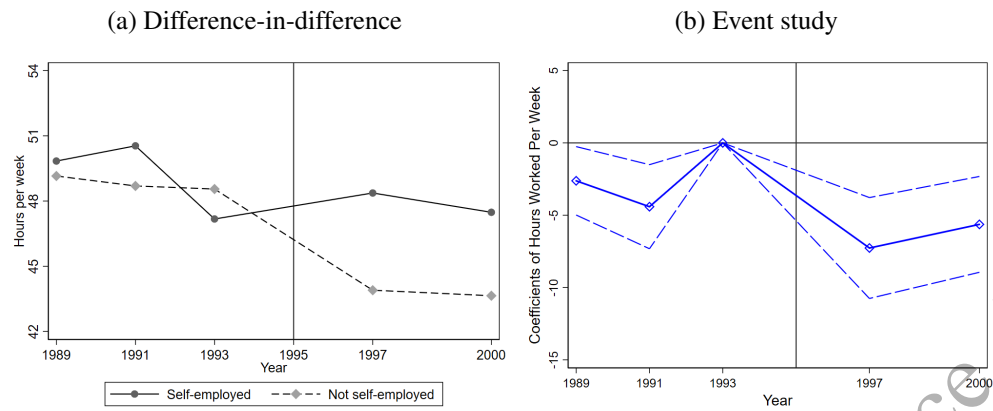 (a) Difference-in-difference
54
51
48
45
42
Hours per week
1989 1991 1993 1995 1997 2000
Year
Self-employed Not self-employed
(b) Event study
5
0
-5
-10
-15
Coefficients of Hours Worked Per Week
1989 1991 1993 1997 2000
Year